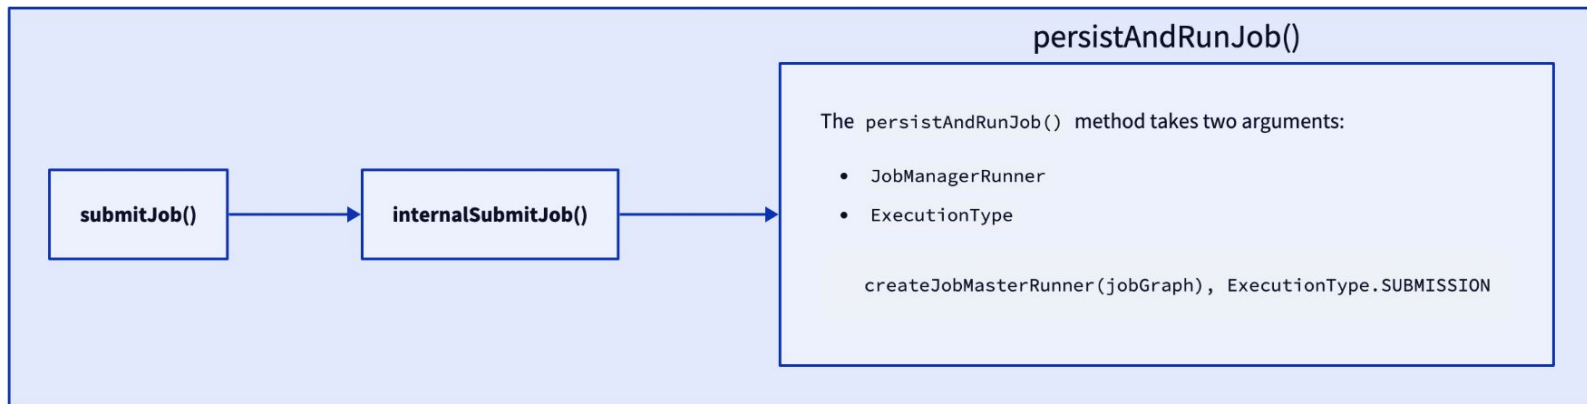 persistAndRunJob()
submitJob()
internalSubmitJob()
The persistAndRunJob() method takes two arguments:
• JobManagerRunner
• ExecutionType
createJobMasterRunner(jobGraph), ExecutionType.SUBMISSION